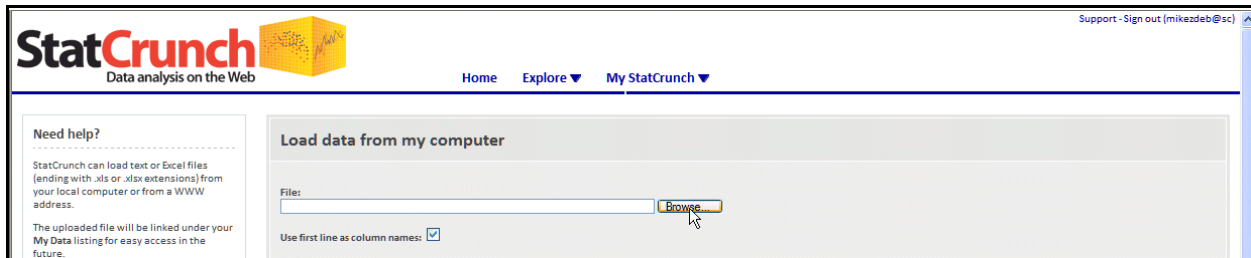 Support - Sign out (mikezdeb@sc)
StatCrunch
Data analysis on the Web
Home Explore My StatCrunch
Need help?
StatCrunch can load text or Excel files
(ending with .xls or .xlsx extensions) from
your local computer or from a WWW
address.
The uploaded file will be linked under your
My Data listing for easy access in the
future.
Load data from my computer
File:
Browse...
Use first line as column names: